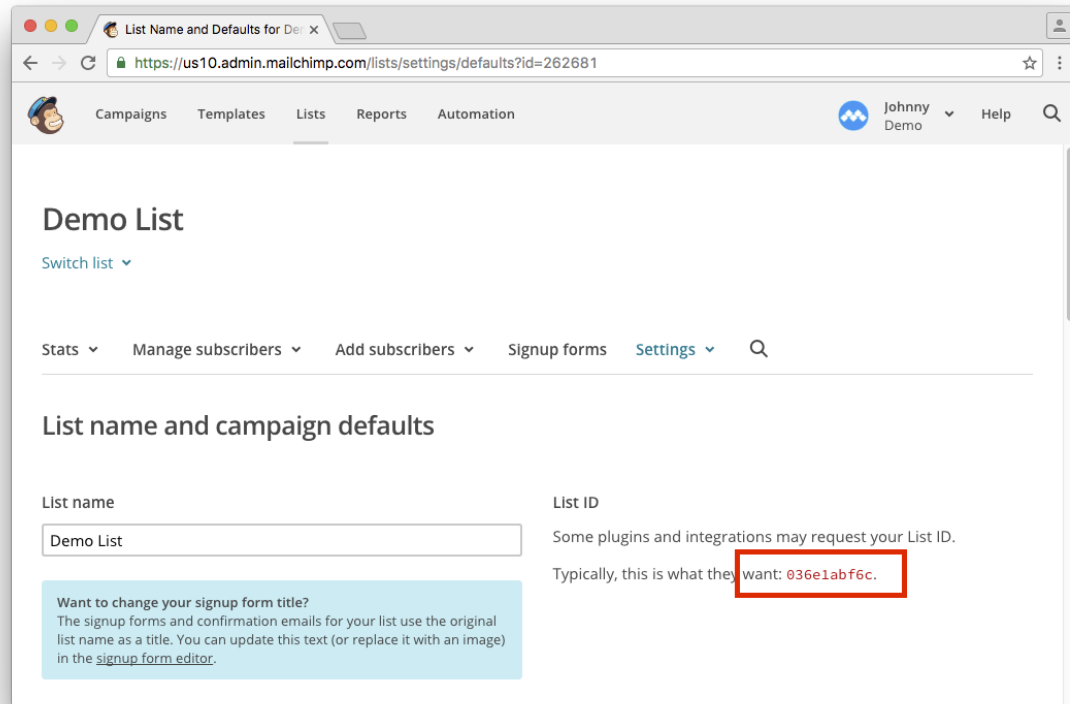 List Name and Defaults for De
https://us10.admin.mailchimp.com/lists/settings/defaults?id=262681
Campaigns Templates Lists Reports Automation Johnny Demo Help
Demo List
Switch list
Stats Manage subscribers Add subscribers Signup forms Settings
List name and campaign defaults
List name
Demo List
Want to change your signup form title?
The signup forms and confirmation emails for your list use the original
list name as a title. You can update this text (or replace it with an image)
in the signup form editor.
List ID
Some plugins and integrations may request your List ID.
Typically, this is what they want: 036e1abf6c.